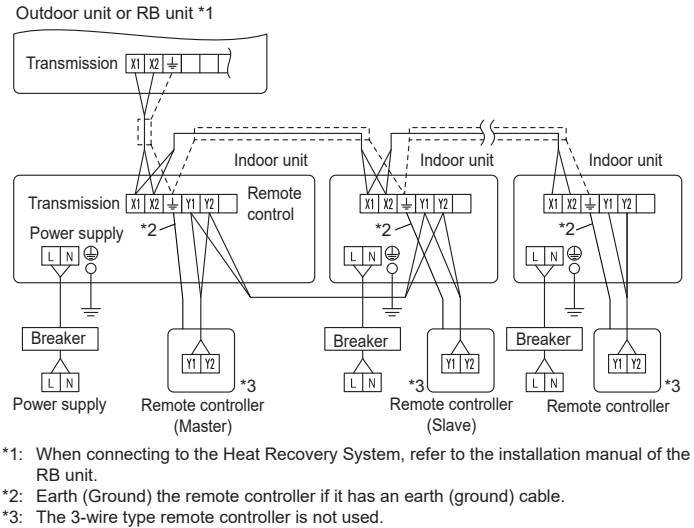 Outdoor unit or RB unit *1
Transmission X1 X2
Indoor unit Indoor unit Indoor unit
Transmission X1 X2 Y1 Y2 Remote control X1 X2 Y1 Y2 X1 X2 Y1 Y2
*2 *2 *2
Power supply
L N L N L N
Breaker Breaker Breaker
Y1 Y2 Y1 Y2 Y1 Y2
L N *3 L N *3 L N *3
Power supply Remote controller (Master) Remote controller (Slave) Remote controller
*1: When connecting to the Heat Recovery System, refer to the installation manual of the
RB unit.
*2: Earth (Ground) the remote controller if it has an earth (ground) cable.
*3: The 3-wire type remote controller is not used.